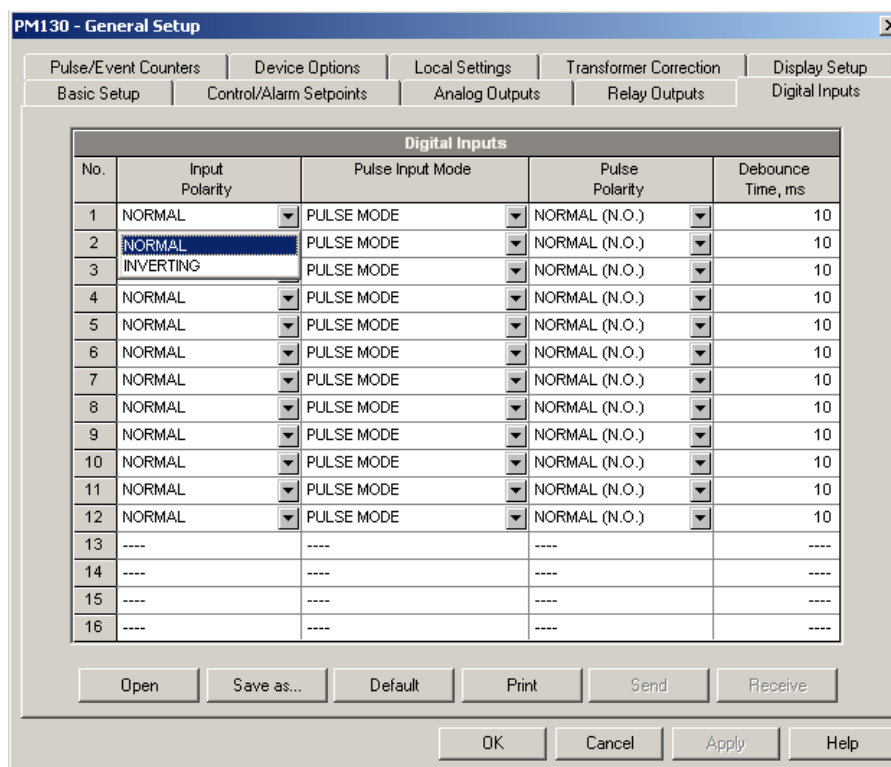 PM130 - General Setup
Pulse/Event Counters Device Options Local Settings Transformer Correction Display Setup
Basic Setup Control/Alarm Setpoints Analog Outputs Relay Outputs Digital Inputs
Digital Inputs
No. Input Polarity Pulse Input Mode Pulse Polarity Debounce Time, ms
1 NORMAL PULSE MODE NORMAL (N.O.) 10
2 NORMAL PULSE MODE NORMAL (N.O.) 10
3 INVERTING PULSE MODE NORMAL (N.O.) 10
4 NORMAL PULSE MODE NORMAL (N.O.) 10
5 NORMAL PULSE MODE NORMAL (N.O.) 10
6 NORMAL PULSE MODE NORMAL (N.O.) 10
7 NORMAL PULSE MODE NORMAL (N.O.) 10
8 NORMAL PULSE MODE NORMAL (N.O.) 10
9 NORMAL PULSE MODE NORMAL (N.O.) 10
10 NORMAL PULSE MODE NORMAL (N.O.) 10
11 NORMAL PULSE MODE NORMAL (N.O.) 10
12 NORMAL PULSE MODE NORMAL (N.O.) 10
13 ---- ---- ---- ----
14 ---- ---- ---- ----
15 ---- ---- ---- ----
16 ---- ---- ---- ----
Open Save as... Default Print Send Receive
OK Cancel Apply Help